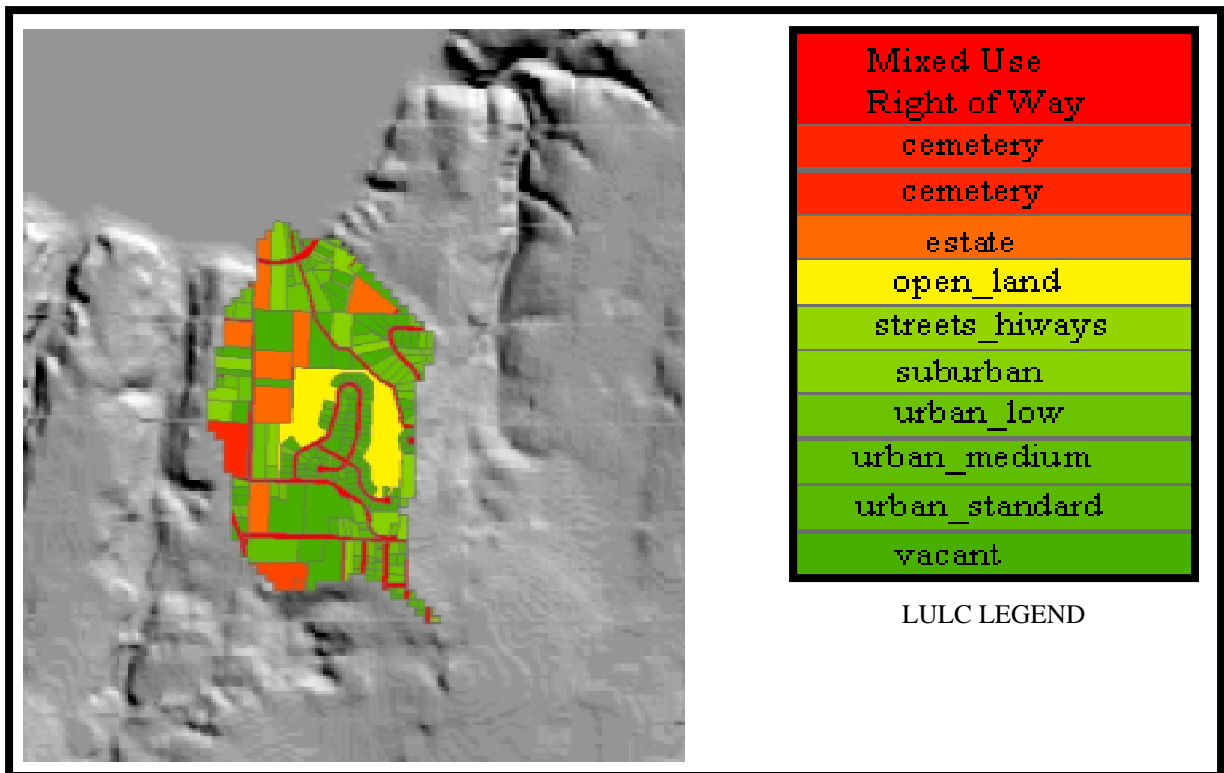 Mixed Use
Right of Way
cemetery
cemetery
estate
open_land
streets_hiways
suburban
urban_low
urban_medium
urban_standard
vacant
LULC LEGEND